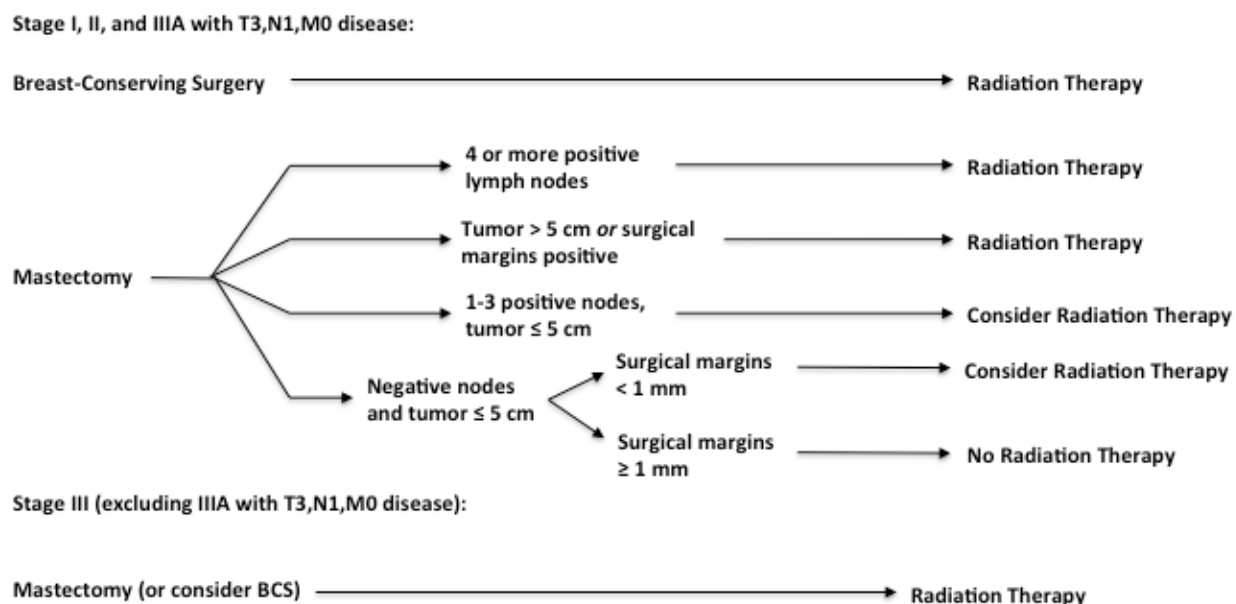 Stage I, II, and IIIA with T3,N1,M0 disease:
Breast-Conserving Surgery
Radiation Therapy
4 or more positive
lymph nodes
Radiation Therapy
Tumor > 5 cm or surgical
margins positive
Radiation Therapy
Mastectomy
1-3 positive nodes,
tumor ≤ 5 cm
Consider Radiation Therapy
Negative nodes
and tumor ≤ 5 cm
Surgical margins
< 1 mm
Consider Radiation Therapy
Surgical margins
≥ 1 mm
No Radiation Therapy
Stage III (excluding IIIA with T3,N1,M0 disease):
Mastectomy (or consider BCS)
Radiation Therapy